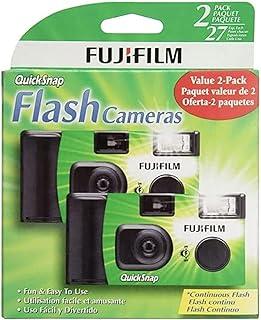 FUJIFILM
2
PACK
PAQUET
PAQUETE
27
QuickSnap
Flash Cameras
Value 2-Pack
Paquet valeur de 2
Oferta-2 paquetes
FUJIFILM
FUJIFILM
QuickSnap
• Fun & Easy To Use
• Utilisation facile et amusante
• Uso Fácil y Divertido
*Continuous Flash
Flash continu
Flash Continuo